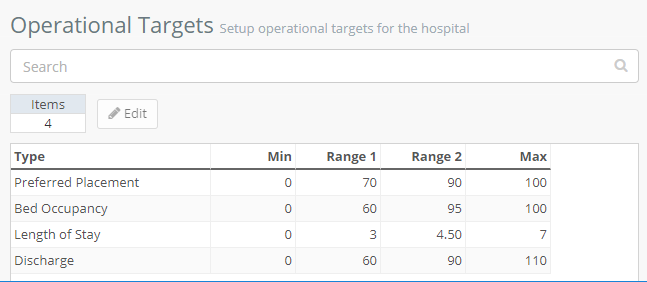 Operational Targets Setup operational targets for the hospital
Search
Items
4
Edit
Type Min Range 1 Range 2 Max
Preferred Placement 0 70 90 100
Bed Occupancy 0 60 95 100
Length of Stay 0 3 4.50 7
Discharge 0 60 90 110